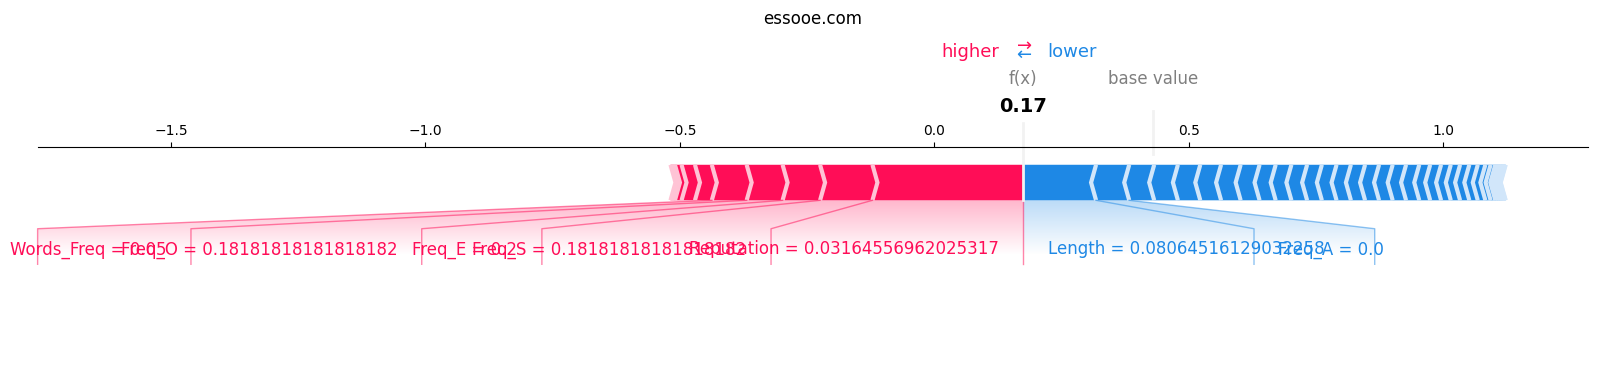 essooe.com
higher → ← lower
f(x) base value
0.17
−1.5 −1.0 −0.5 0.0 0.5 1.0
Words_Freq = 0.05 Freq_O = 0.18181818181818182 Freq_E = 0.2 Freq_S = 0.18181818181818182 Reputation = 0.03164556962025317 Length = 0.08064516129032258 Freq_A = 0.0